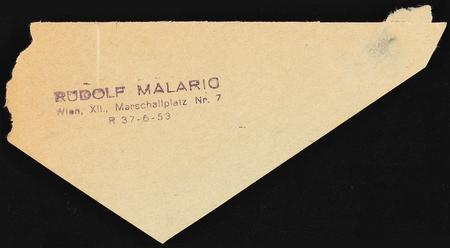 RUDOLF MALARIC
Wien, XII., Marschallplatz Nr. 7
R 37-6-53